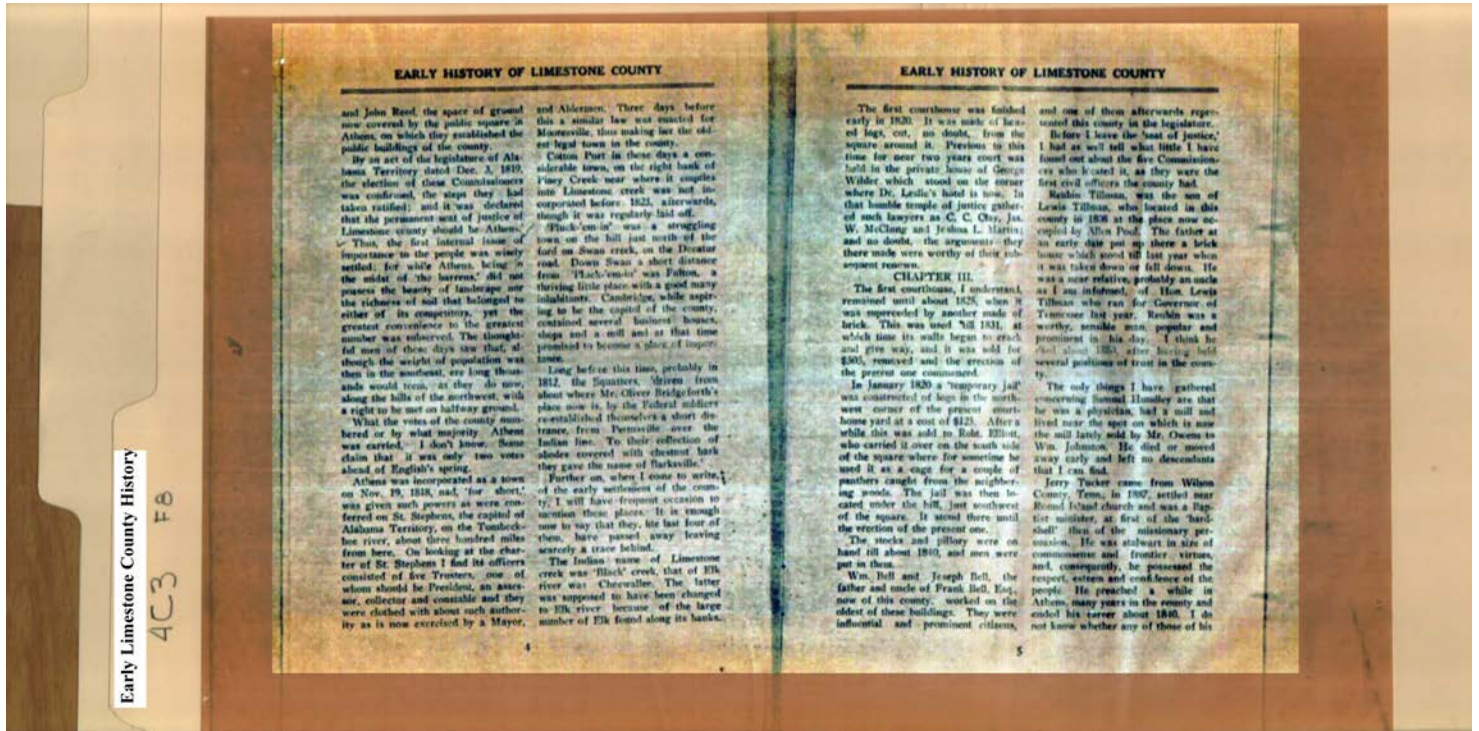 EARLY HISTORY OF LIMESTONE COUNTY
and John Reed, the space of ground
now covered by the public square in
Athens, on which they established the
public buildings of the county.
By an act of the legislature of Ala-
bama Territory dated Dec. 3, 1819,
the election of these Commissioners
was confirmed, the steps they had
taken ratified; and it was declared
that the permanent seat of justice of
Limestone county should be Athens.
Thus, the first internal issue of
importance to the people was wisely
settled; for while Athens, being in
the midst of 'the barrens,' did not
possess the beauty of landscape nor
the richness of soil that belonged to
either of its competitors, yet the
greatest convenience to the greatest
number was subserved. The thought-
ful men of those days saw that, al-
though the weight of population was
then in the southeast, ere long thous-
ands would teem, as they do now,
along the hills of the northwest, with
a right to be met on halfway ground.
What the votes of the county num-
bered or by what majority Athens
was carried, I don't know. Some
claim that it was only two votes
ahead of English's spring.
Athens was incorporated as a town
on Nov. 19, 1818, nad, 'for short,'
was given such powers as were con-
ferred on St. Stephens, the capitol of
Alabama Territory, on the Tombeck-
bee river, about three hundred miles
from here. On looking at the char-
ter of St. Stephens I find its officers
consisted of five Trusters, one of
whom should be President, an asses-
sor, collector and constable and they
were clothed with about such author-
ity as is now exercised by a Mayor,
and Aldermen. Three days before
this a similar law was enacted for
Mooresville, thus making her the old-
est legal town in the county.
Cotton Port in these days a con-
siderable town, on the right bank of
Piney Creek near where it empties
into Limestone creek was not in-
corporated before 1823, afterwards,
though it was regularly laid off.
'Pluck-'em-in' was a struggling
town on the hill just north of the
ford on Swan creek, on the Decatur
road. Down Swan a short distance
from 'Pluck-'em-in' was Fulton, a
thriving little place with a good many
inhabitants. Cambridge, while aspir-
ing to be the capitol of the county,
contained several business houses,
shops and a mill and at that time
promised to become a place of impor-
tance.
Long before this time, probably in
1812, the Squatters, 'driven from
about where Mr. Oliver Bridgeforth's
place now is, by the Federal soldiers
re-established themselves a short dis-
trance, from Permsville over the
Indian line. To their collection of
abodes covered with chestnut bark
they gave the name of Barksville.'
Further on, when I come to write,
of the early settlement of the coun-
ty, I will have frequent occasion to
mention these places. It is enough
now to say that they, hte last four of
them, have passed away leaving
scarcely a trace behind.
The Indian name of Limestone
creek was 'Black' creek, that of Elk
river was Cheewallee. The latter
was supposed to have been changed
to Elk river because of the large
number of Elk found along its banks.
4
EARLY HISTORY OF LIMESTONE COUNTY
The first courthouse was finished
early in 1820. It was made of hew-
ed logs, cut, no doubt, from the
square around it. Previous to this
time for near two years court was
held in the private house of George
Wilder which stood on the corner
where Dr. Leslie's hotel is now. In
that humble temple of justice gather-
ed such lawyers as C. C. Clay, Jas.
W. McClung and Jeshua L. Martin;
and no doubt, the arguments they
there made were worthy of their sub-
sequent renown.
CHAPTER III.
The first courthouse, I understand,
remained until about 1825, when it
was superceded by another made of
brick. This was used 'till 1831, at
which time its walls began to crack
and give way, and it was sold for
$505, removed and the erection of
the present one commenced.
In January 1820 a 'temporary jail'
was constructed of logs in the north-
west corner of the present court-
house yard at a cost of $125. After a
while this was sold to Robt. Elliott,
who carried it over on the south side
of the square where for sometime he
used it as a cage for a couple of
panthers caught from the neighbor-
ing woods. The jail was then lo-
cated under the hill, just southwest
of the square. It stood there until
the erection of the present one.
The stocks and pillory were on
hand till about 1840, and men were
put in them.
Wm. Bell and Joseph Bell, the
father and uncle of Frank Bell, Esq.,
now of this county, worked on the
oldest of these buildings. They were
influential and prominent citizens,
and one of them afterwards repre-
sented this county in the legislature.
Before I leave the 'seat of justice,'
I had as well tell what little I have
found out about the five Commission-
ers who located it, as they were the
first civil officers the county had.
Reubin Tillman, was the son of
Lewis Tillman, who located in this
county in 1808 at the place now oc-
cupied by Allen Pool. The father at
an early date put up there a brick
house which stood till last year when
it was taken down or fell down. He
was a near relative, probably an uncle
as I am informed, of Hon. Lewis
Tillman who ran for Governor of
Tennessee last year. Reubin was a
worthy, sensible man, popular and
prominent in his day. I think he
died about after having held
several positions of trust in the coun-
ty.
The only things I have gathered
concerning Samuel Hundley are that
he was a physician, had a mill and
lived near the spot on which is now
the mill lately sold by Mr. Owens to
Wm. Johnston. He died or moved
away early and left no descendants
that I can find.
Jerry Tucker came from Wilson
County, Tenn., in settled near
Round Island church and was a Bap-
tist minister, at first of the 'hard-
shell' then of the missionary per-
suasion. He was stalwart in size of
commonsense and frontier virtues,
and, consequently, he possessed the
respect, esteen and confidence of the
people. He preached a while in
Athens, many years in the county and
ended his career about 1840. I do
not know whether any of those of his
5
Early Limestone County History
4C3 F8